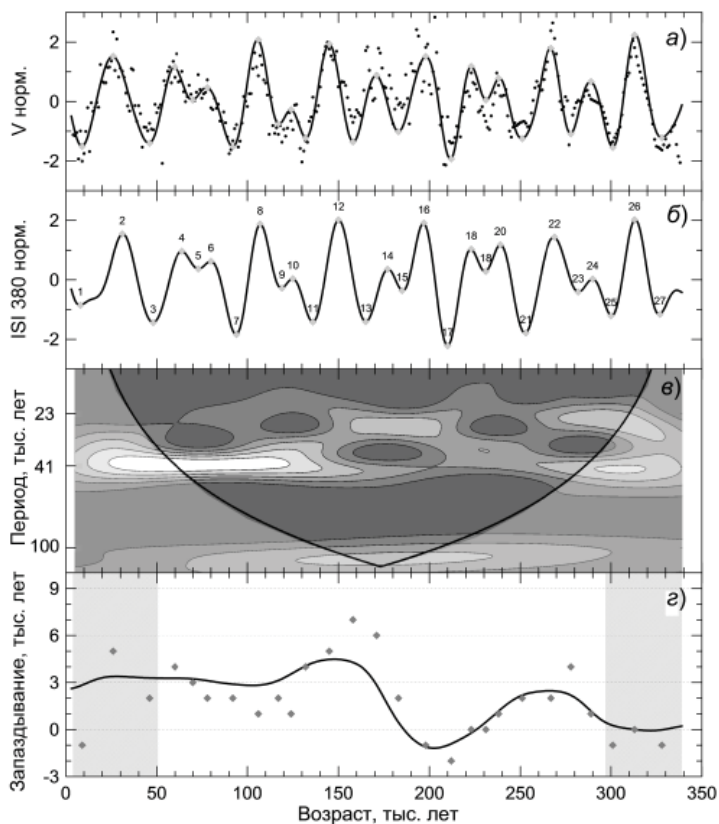 а)
2
0
-2
V норм.
б)
2
0
-2
ISI 380 норм.
1 2 3 4 5 6 7 8 9 10 11 12 13 14 15 16 17 18 18 20 21 22 23 24 25 26 27
в)
23
41
100
Период, тыс. лет
г)
9
6
3
0
-3
Запаздывание, тыс. лет
0 50 100 150 200 250 300 350
Возраст, тыс. лет